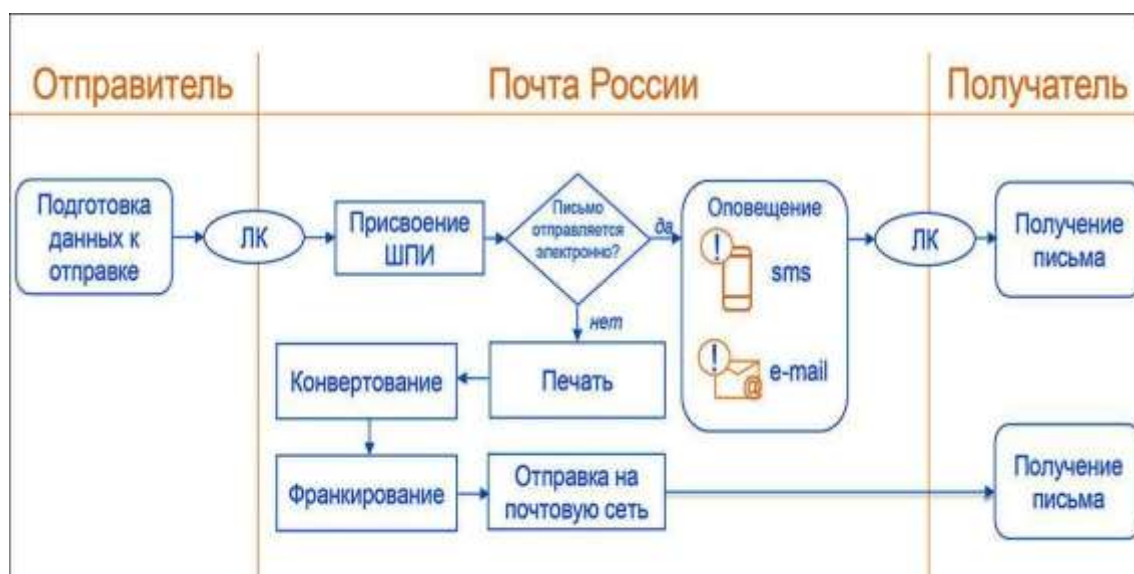 Отправитель
Почта России
Получатель
Подготовка
данных к
отправке
ЛК
Присвоение
ШПИ
Письмо
отправляется
электронно?
да
нет
Оповещение
sms
e-mail
ЛК
Получение
письма
Печать
Конвертование
Франкирование
Отправка на
почтовую сеть
Получение
письма